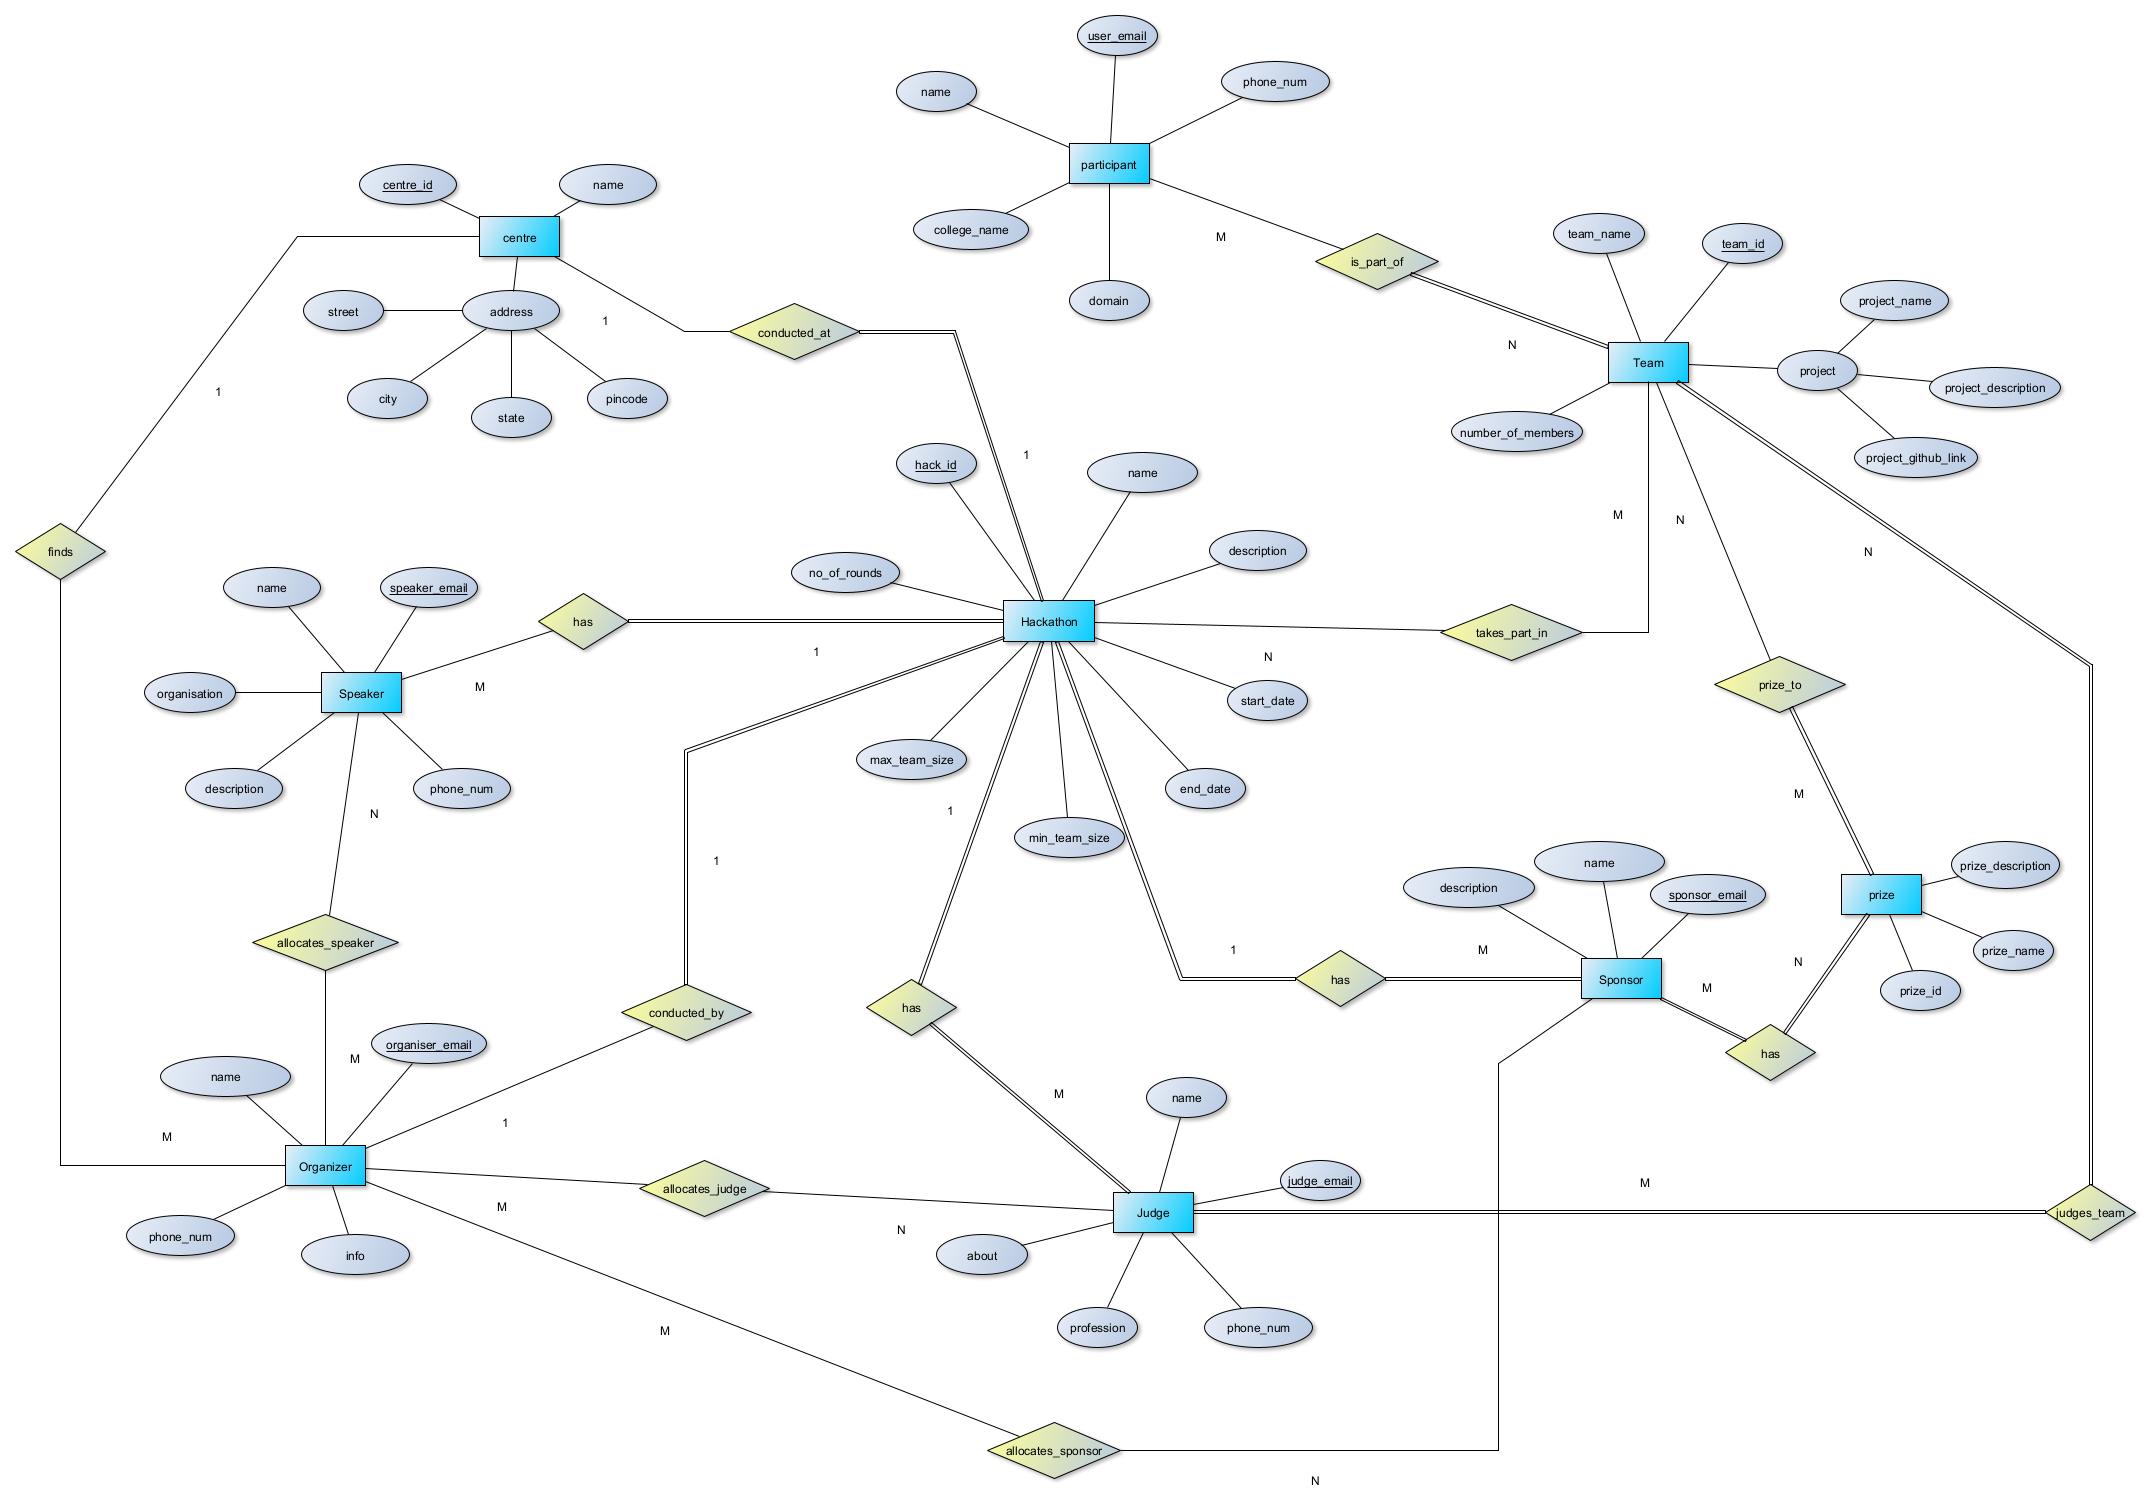 user_email
name
phone_num
participant
college_name
domain
M
is_part_of
N
centre_id
name
centre
address
street
city
state
pincode
1
conducted_at
1
1
finds
M
team_name
team_id
Team
project
project_name
project_description
project_github_link
number_of_members
hack_id
name
description
no_of_rounds
Hackathon
start_date
end_date
min_team_size
max_team_size
takes_part_in
N
M
N
N
prize_to
M
name
speaker_email
has
Speaker
organisation
description
phone_num
M
1
N
allocates_speaker
M
1
conducted_by
1
1
has
M
1
has
M
description
name
sponsor_email
Sponsor
M
has
N
prize
prize_description
prize_name
prize_id
name
organiser_email
Organizer
phone_num
info
M
allocates_judge
N
name
judge_email
Judge
about
profession
phone_num
M
judges_team
M
allocates_sponsor
N